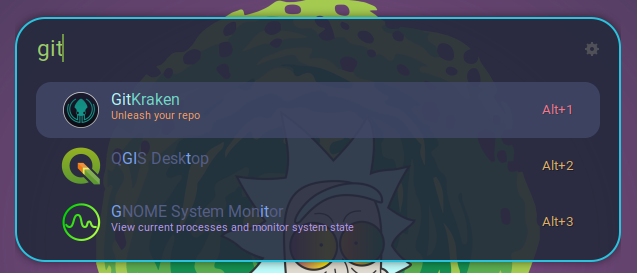 git
GitKraken
Unleash your repo
Alt+1
QGIS Desktop
Alt+2
GNOME System Monitor
View current processes and monitor system state
Alt+3